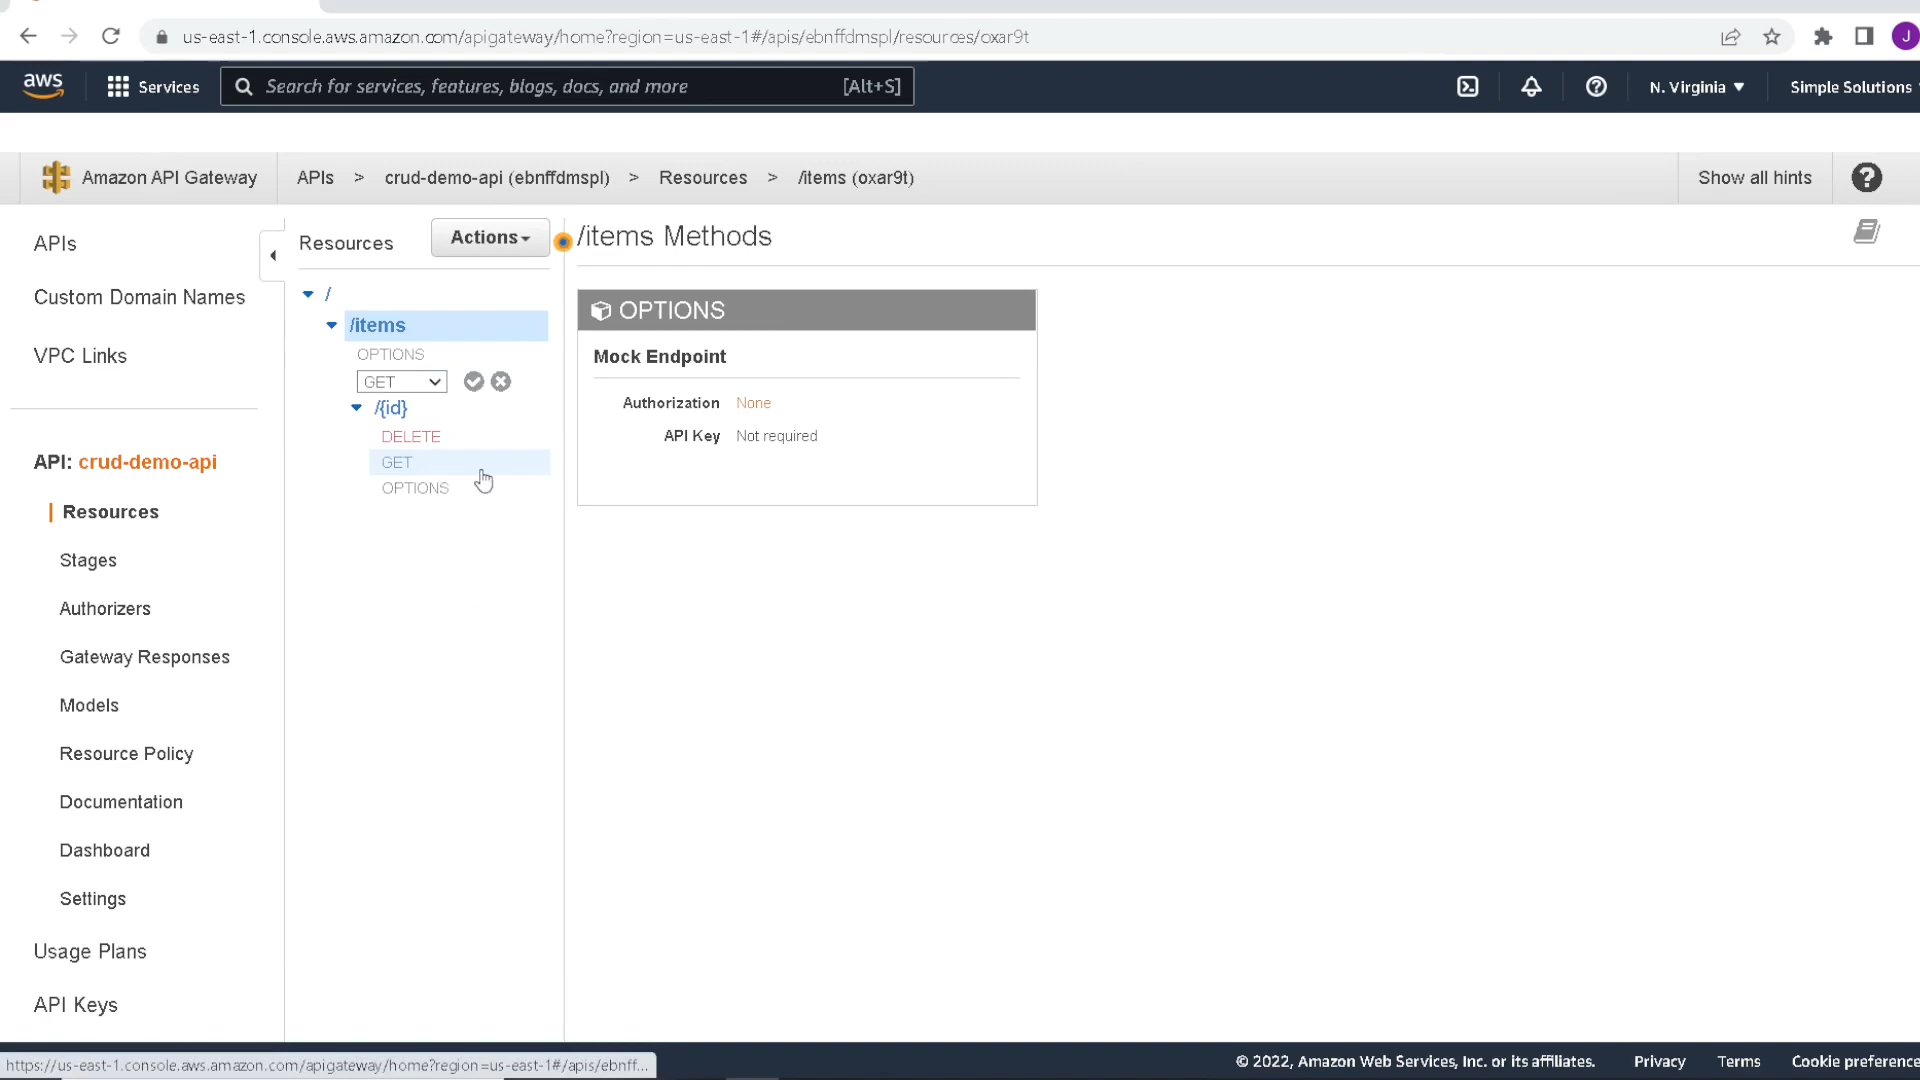 us-east-1.console.aws.amazon.com/apigateway/home?region=us-east-1#/apis/ebnffdmspl/resources/oxar9t
J
aws
Services
Search for services, features, blogs, docs, and more
[Alt+S]
N. Virginia
Simple Solutions
Amazon API Gateway
APIs > crud-demo-api (ebnffdmspl) > Resources > /items (oxar9t)
Show all hints
?
APIs
Custom Domain Names
VPC Links
API: crud-demo-api
Resources
Stages
Authorizers
Gateway Responses
Models
Resource Policy
Documentation
Dashboard
Settings
Usage Plans
API Keys
Resources
Actions
/
/items
OPTIONS
GET
/{id}
DELETE
GET
OPTIONS
/items Methods
OPTIONS
Mock Endpoint
Authorization None
API Key Not required
https://us-east-1.console.aws.amazon.com/apigateway/home?region=us-east-1#/apis/ebnff...
© 2022, Amazon Web Services, Inc. or its affiliates.
Privacy
Terms
Cookie preference